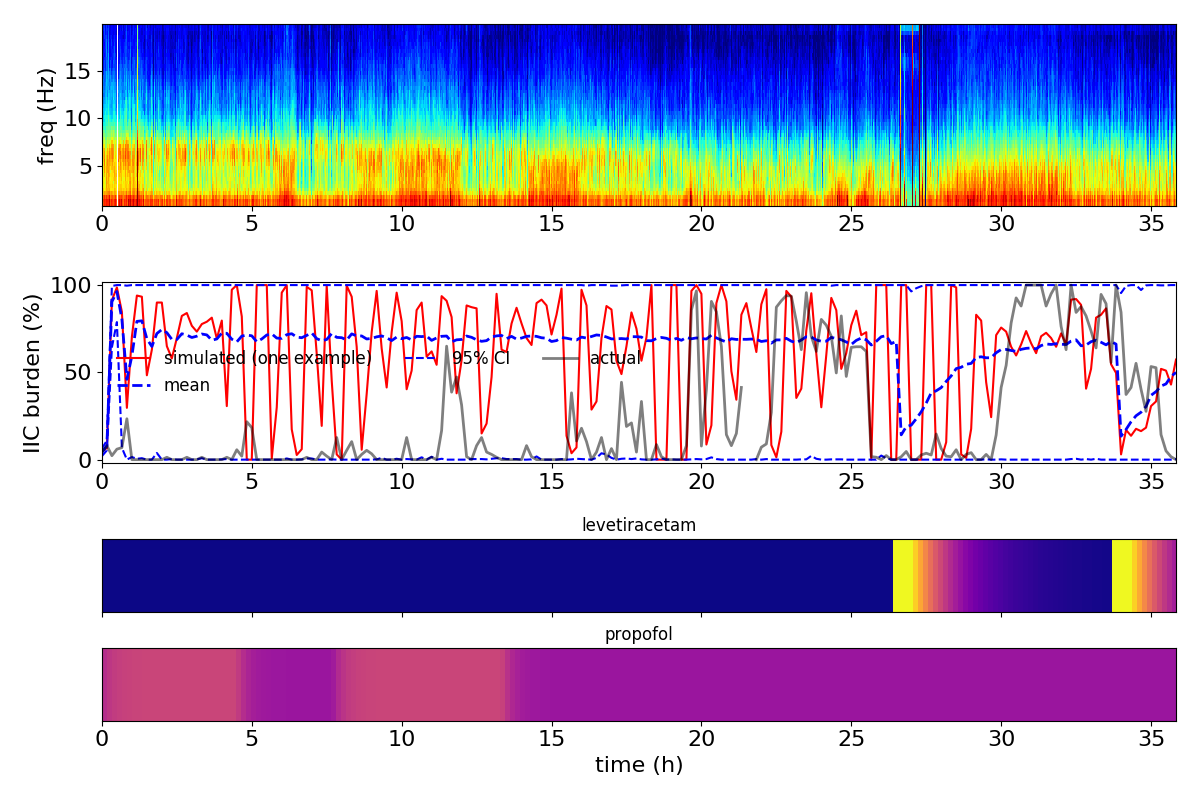 freq (Hz)
15
10
5
0 5 10 15 20 25 30 35
IIC burden (%)
100
50
0
simulated (one example) 95% CI actual
mean
0 5 10 15 20 25 30 35
levetiracetam
propofol
0 5 10 15 20 25 30 35
time (h)